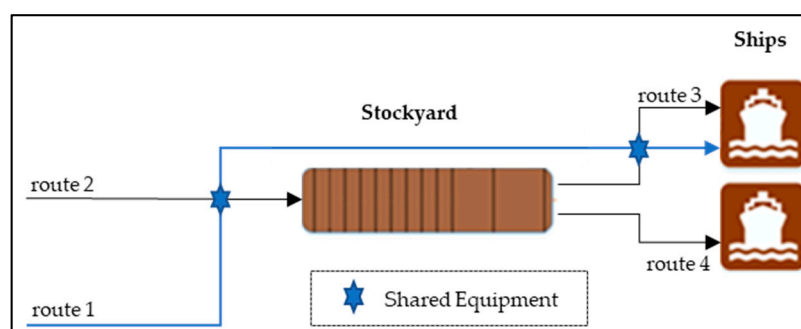 Ships
route 3
Stockyard
route 2
route 4
Shared Equipment
route 1